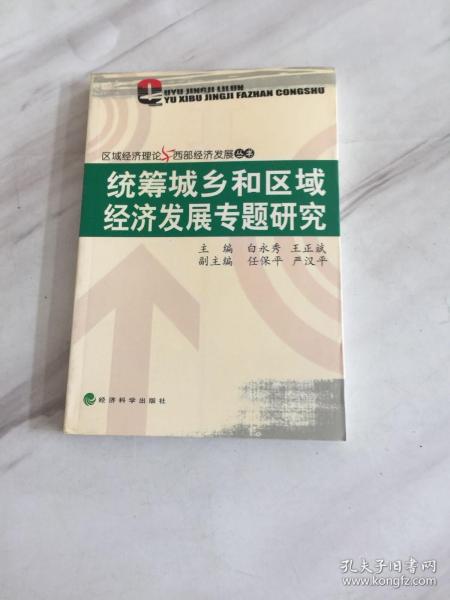 QUYU JINGJI LILUN
YU XIBU JINGJI FAZHAN CONGSHU
区域经济理论与西部经济发展丛书
统筹城乡和区域
经济发展专题研究
主编 白永秀 王正斌
副主编 任保平 严汉平
经济科学出版社
孔夫子旧书网
www.kongfz.com